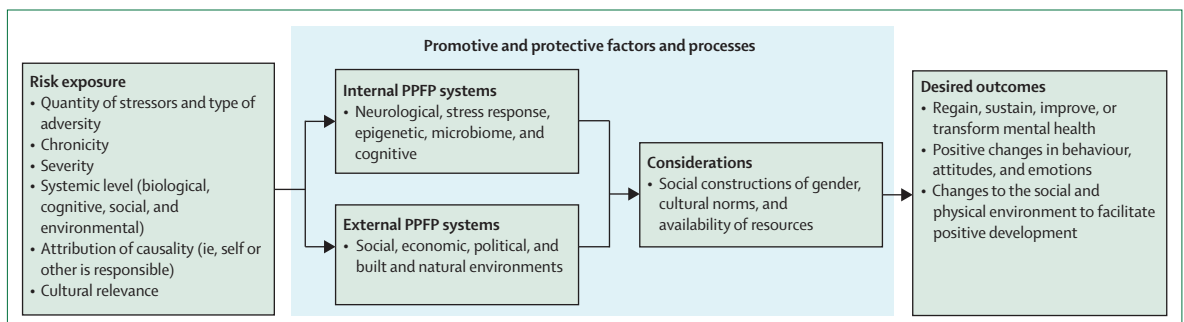 Promotive and protective factors and processes
Risk exposure
• Quantity of stressors and type of
adversity
• Chronicity
• Severity
• Systemic level (biological,
cognitive, social, and
environmental)
• Attribution of causality (ie, self or
other is responsible)
• Cultural relevance
Internal PPFP systems
• Neurological, stress response,
epigenetic, microbiome, and
cognitive
External PPFP systems
• Social, economic, political, and
built and natural environments
Considerations
• Social constructions of gender,
cultural norms, and
availability of resources
Desired outcomes
• Regain, sustain, improve, or
transform mental health
• Positive changes in behaviour,
attitudes, and emotions
• Changes to the social and
physical environment to facilitate
positive development